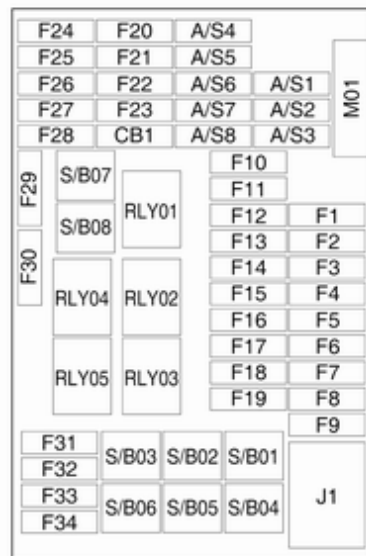 F24 F20 A/S4
F25 F21 A/S5
F26 F22 A/S6 A/S1
F27 F23 A/S7 A/S2
F28 CB1 A/S8 A/S3
M01
F29
F30
S/B07
S/B08
RLY01
RLY04 RLY02
RLY05 RLY03
F10
F11
F12 F1
F13 F2
F14 F3
F15 F4
F16 F5
F17 F6
F18 F7
F19 F8
F9
F31
F32
F33
F34
S/B03 S/B02 S/B01
S/B06 S/B05 S/B04
J1